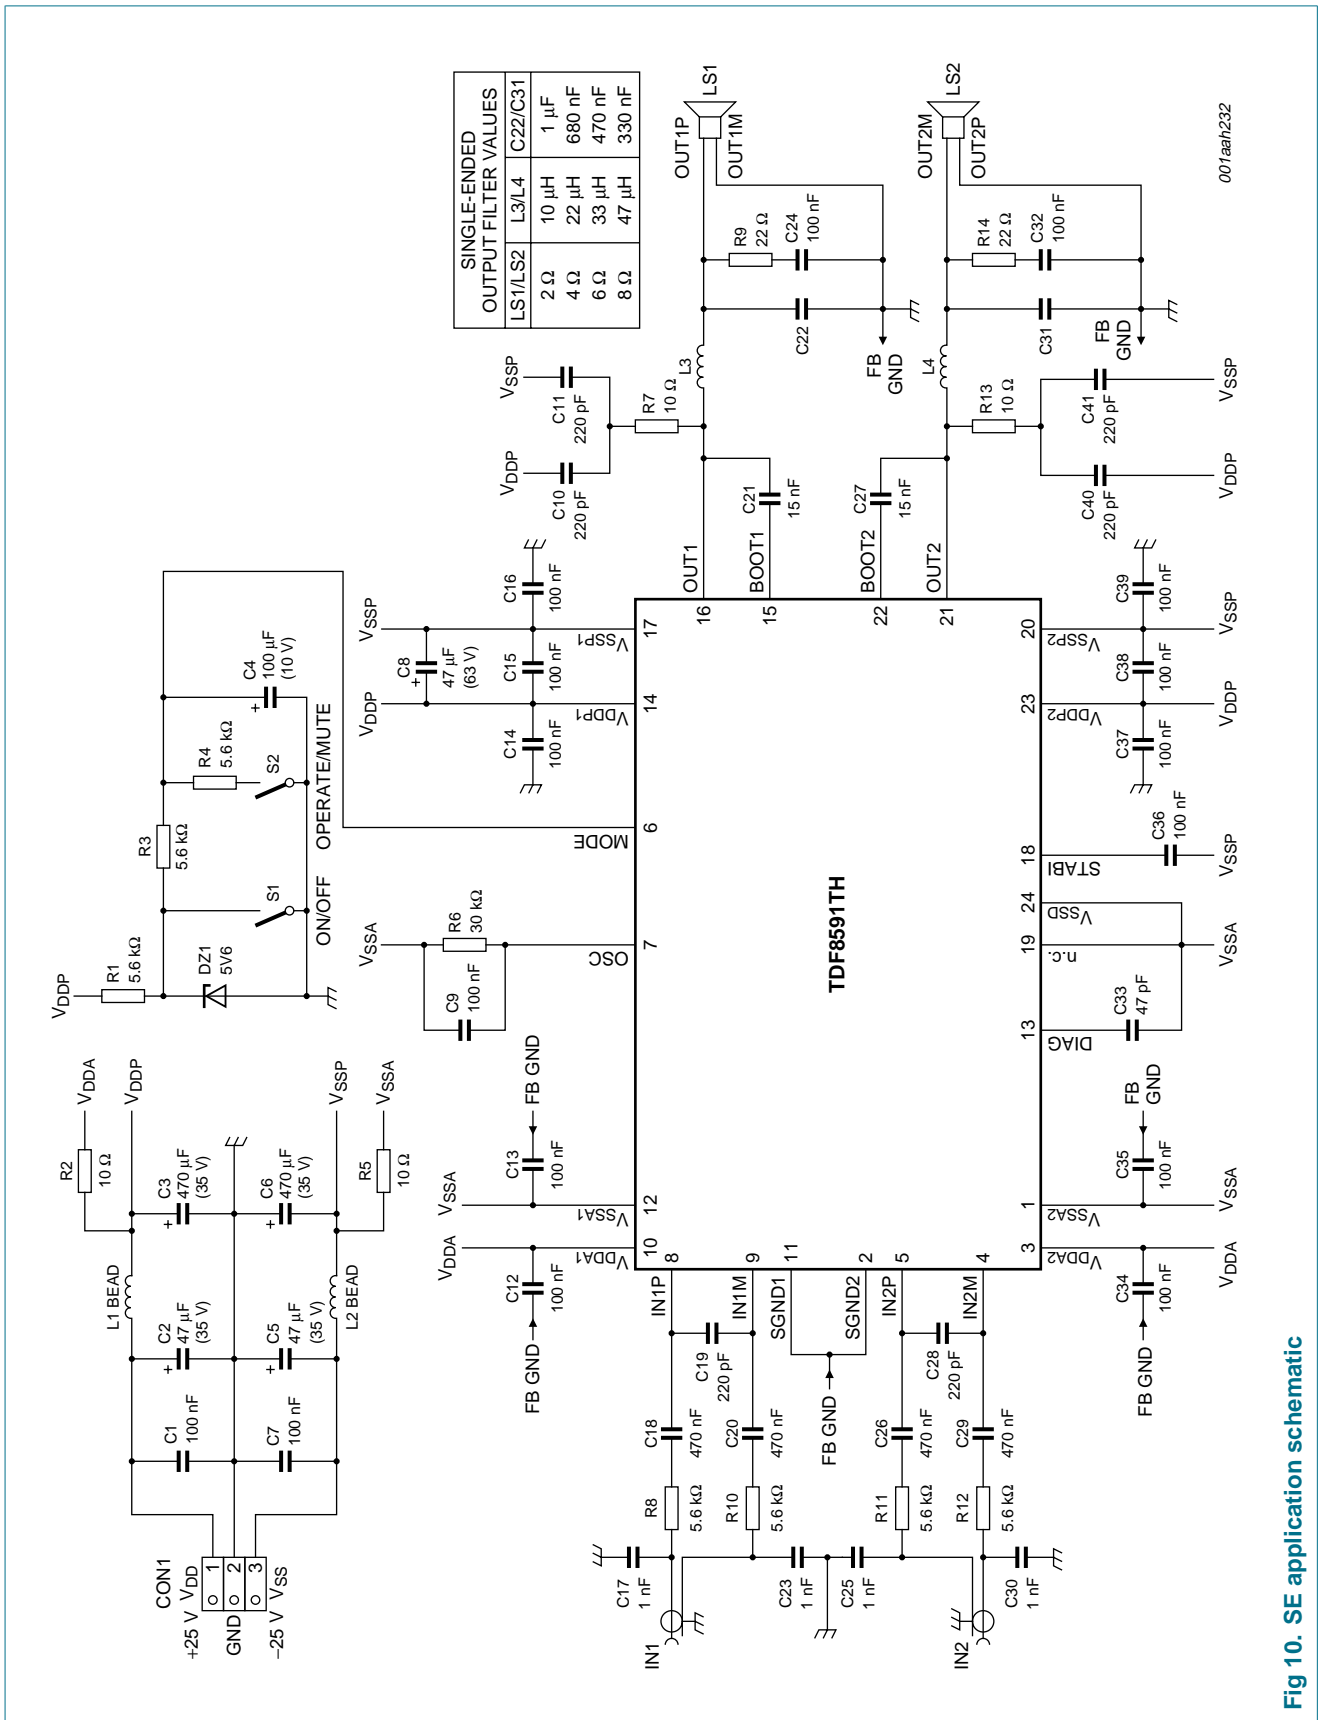 CON1
+25 V
VDD
1
GND
2
−25 V
VSS
3
C1
100 nF
C7
100 nF
C2
47 μF
(35 V)
C5
47 μF
(35 V)
L1 BEAD
L2 BEAD
C3
470 μF
(35 V)
C6
470 μF
(35 V)
R2
10 Ω
R5
10 Ω
VDDA
VDDP
VSSP
VSSA
VDDP
R1
5.6 kΩ
DZ1
5V6
S1
ON/OFF
R3
5.6 kΩ
R4
5.6 kΩ
S2
OPERATE/MUTE
C4
100 μF
(10 V)
SINGLE-ENDED
OUTPUT FILTER VALUES
LS1/LS2 L3/L4 C22/C31
2 Ω 10 μH 1 μF
4 Ω 22 μH 680 nF
6 Ω 33 μH 470 nF
8 Ω 47 μH 330 nF
FB GND
C12
100 nF
VDDA
VSSA
C13
100 nF
FB GND
C9
100 nF
R6
30 kΩ
VSSA
C14
100 nF
VDDP
C8
47 μF
(63 V)
C15
100 nF
VSSP
C16
100 nF
VDDA1
10
VSSA1
12
OSC
7
MODE
6
VDDP1
14
VSSP1
17
VDDP
C10
220 pF
VSSP
C11
220 pF
R7
10 Ω
IN1
C17
1 nF
R8
5.6 kΩ
C18
470 nF
IN1P
8
C19
220 pF
R10
5.6 kΩ
C20
470 nF
IN1M
9
C23
1 nF
SGND1
11
FB GND
SGND2
2
C25
1 nF
R11
5.6 kΩ
C26
470 nF
IN2P
5
C28
220 pF
IN2
R12
5.6 kΩ
C29
470 nF
IN2M
4
C30
1 nF
TDF8591TH
OUT1
16
BOOT1
15
C21
15 nF
BOOT2
22
C27
15 nF
OUT2
21
L3
C22
R9
22 Ω
C24
100 nF
OUT1P
OUT1M
LS1
FB
GND
L4
C31
R14
22 Ω
C32
100 nF
OUT2M
OUT2P
LS2
FB
GND
R13
10 Ω
C40
220 pF
C41
220 pF
VDDP
VSSP
3
VDDA2
1
VSSA2
13
DIAG
19
n.c.
24
VSSD
18
STABI
23
VDDP2
20
VSSP2
FB GND
C34
100 nF
VDDA
VSSA
C35
100 nF
FB
GND
C33
47 pF
VSSA
C36
100 nF
VSSP
C37
100 nF
VDDP
C38
100 nF
VSSP
C39
100 nF
001aah232
Fig 10. SE application schematic